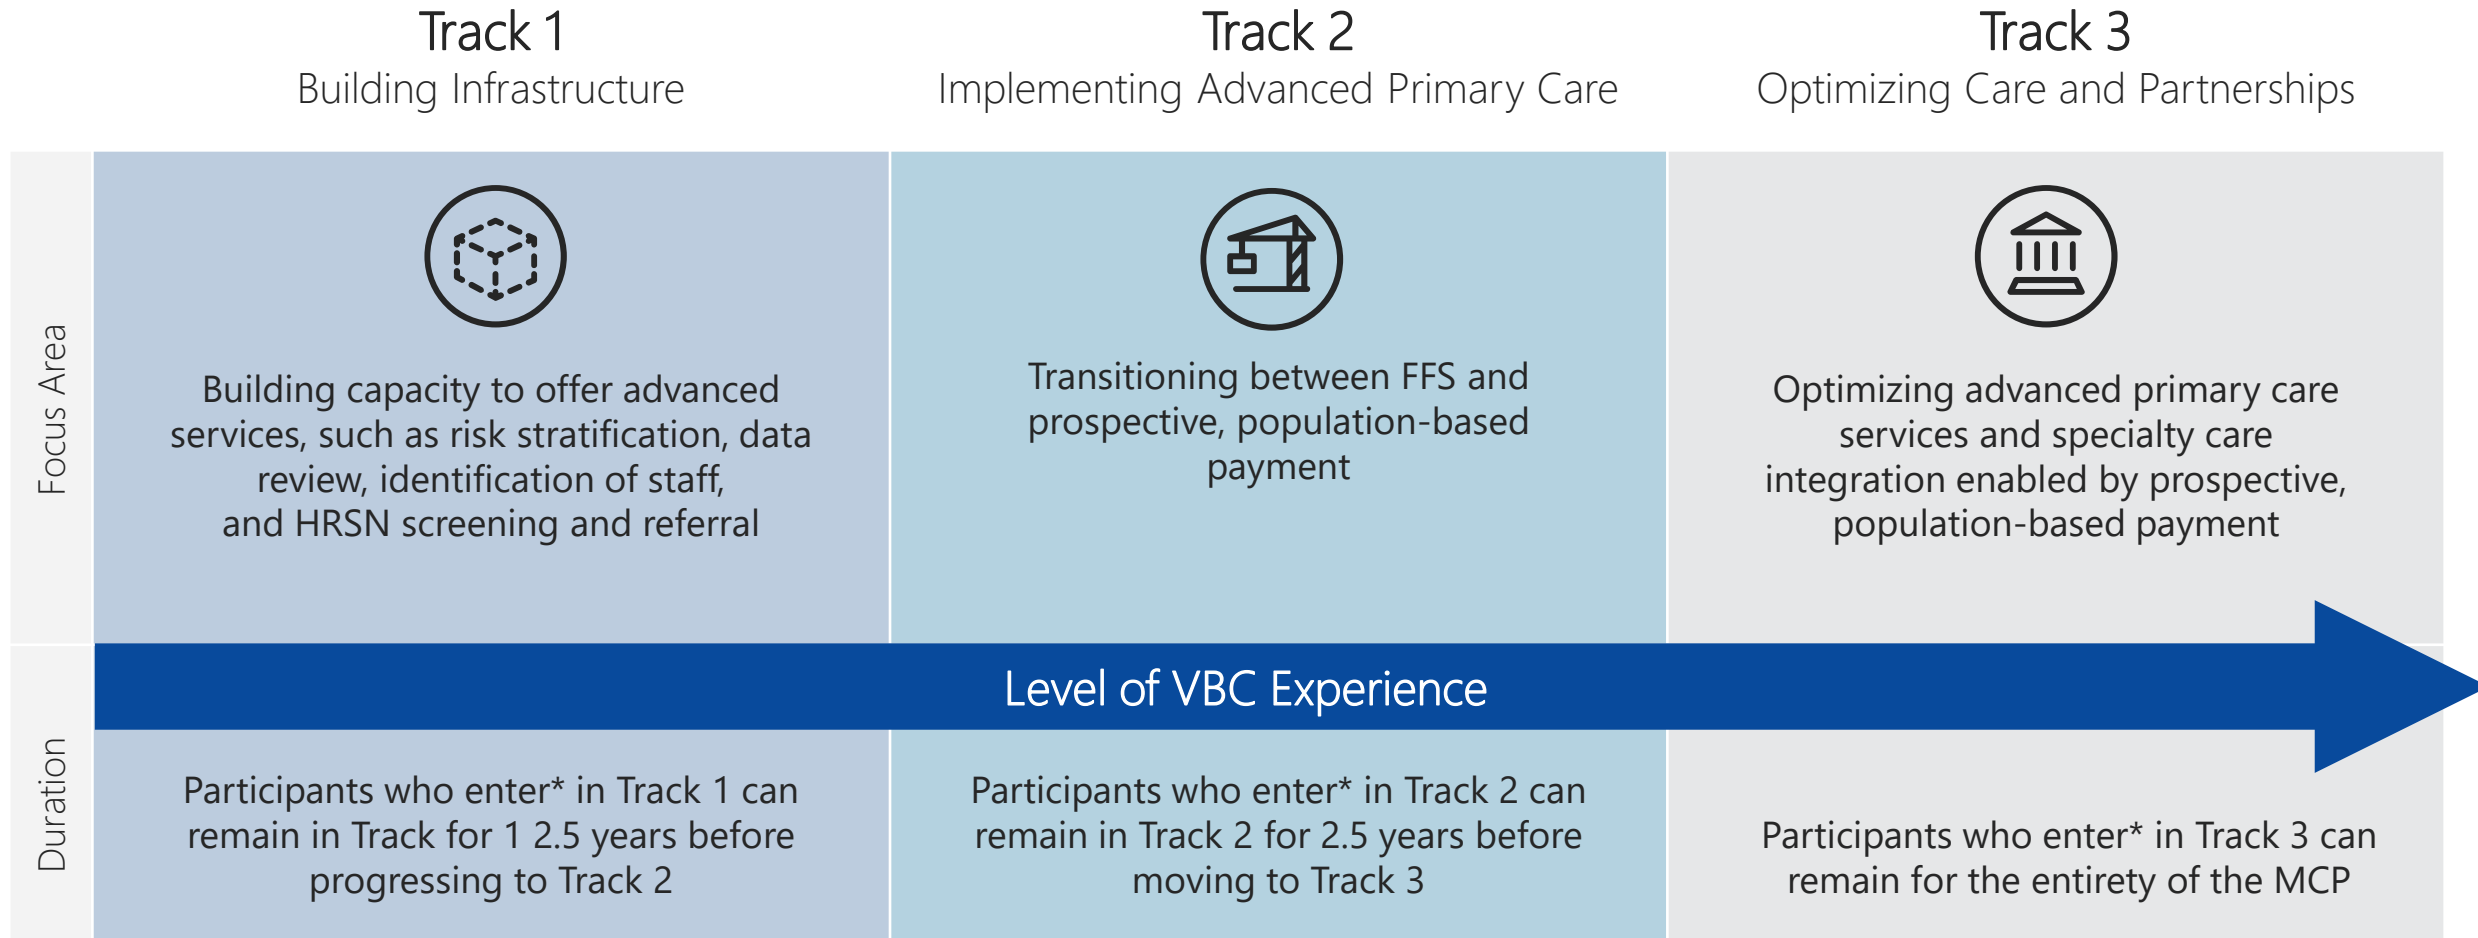 Track 1
Building Infrastructure
Track 2
Implementing Advanced Primary Care
Track 3
Optimizing Care and Partnerships
Focus Area
Building capacity to offer advanced
services, such as risk stratification, data
review, identification of staff,
and HRSN screening and referral
Transitioning between FFS and
prospective, population-based
payment
Optimizing advanced primary care
services and specialty care
integration enabled by prospective,
population-based payment
Level of VBC Experience
Duration
Participants who enter* in Track 1 can
remain in Track for 1 2.5 years before
progressing to Track 2
Participants who enter* in Track 2 can
remain in Track 2 for 2.5 years before
moving to Track 3
Participants who enter* in Track 3 can
remain for the entirety of the MCP